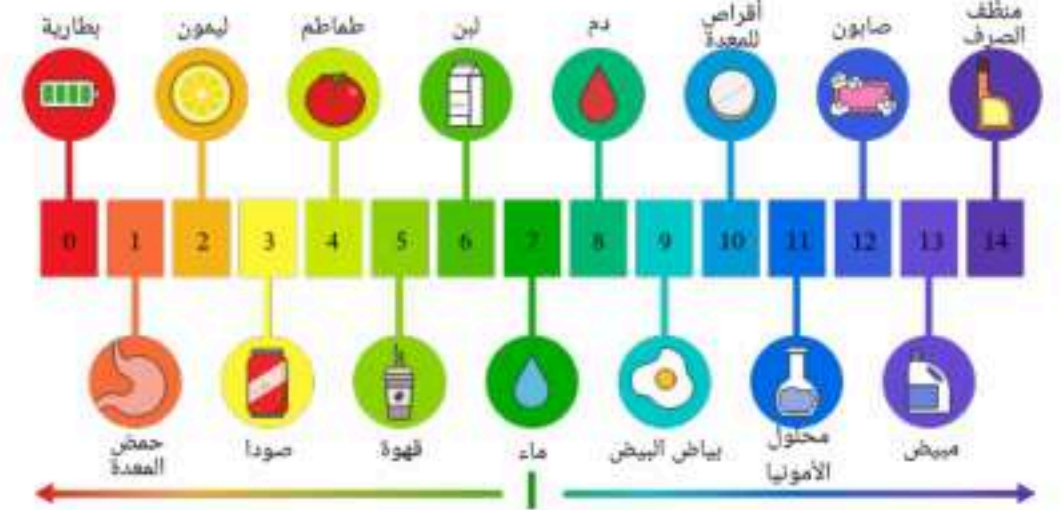 بطارية
ليمون
طماطم
لبن
دم
أقراص
للمعدة
صابون
منظف
الصرف
0
1
2
3
4
5
6
7
8
9
10
11
12
13
14
حمض
المعدة
صودا
قهوة
ماء
بياض البيض
محلول
الأمونيا
مبيض